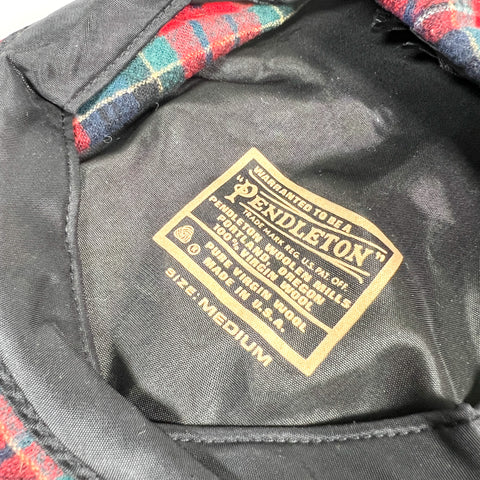 WARRANTED TO BE A
"PENDLETON"
TRADE MARK REG. U.S. PAT. OFF.
PENDLETON WOOLEN MILLS
PORTLAND, OREGON
100% VIRGIN WOOL
PURE VIRGIN WOOL
MADE IN U.S.A.
SIZE: MEDIUM